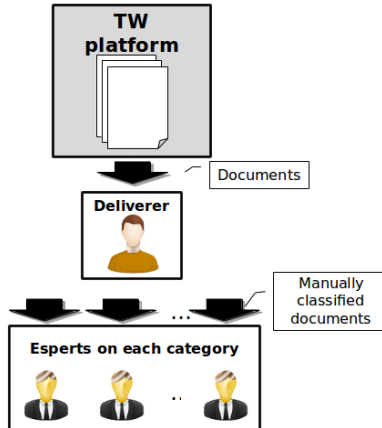 TW
platform
Documents
Deliverer
Manually
classified
documents
...
Esperts on each category
..